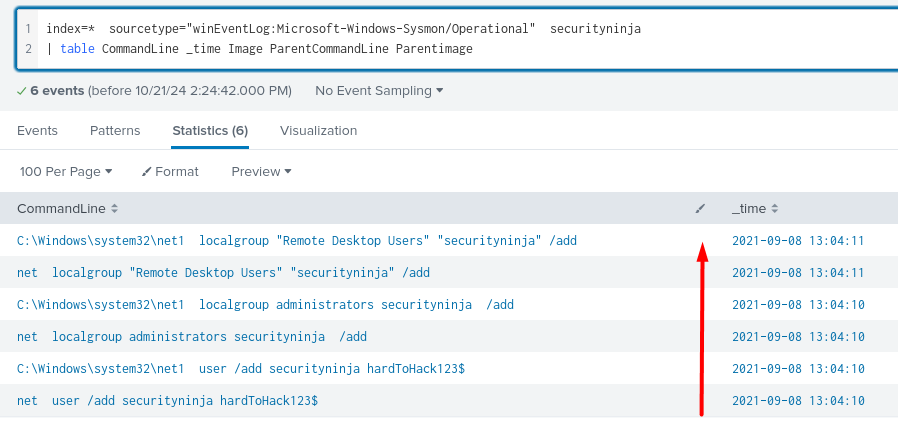 1 index=* sourcetype="winEventLog:Microsoft-Windows-Sysmon/Operational" securityninja
2 | table CommandLine _time Image ParentCommandLine Parentimage
6 events (before 10/21/24 2:24:42.000 PM) No Event Sampling
Events Patterns Statistics (6) Visualization
100 Per Page Format Preview
CommandLine _time
C:\Windows\system32\net1 localgroup "Remote Desktop Users" "securityninja" /add 2021-09-08 13:04:11
net localgroup "Remote Desktop Users" "securityninja" /add 2021-09-08 13:04:11
C:\Windows\system32\net1 localgroup administrators securityninja /add 2021-09-08 13:04:10
net localgroup administrators securityninja /add 2021-09-08 13:04:10
C:\Windows\system32\net1 user /add securityninja hardToHack123$ 2021-09-08 13:04:10
net user /add securityninja hardToHack123$ 2021-09-08 13:04:10